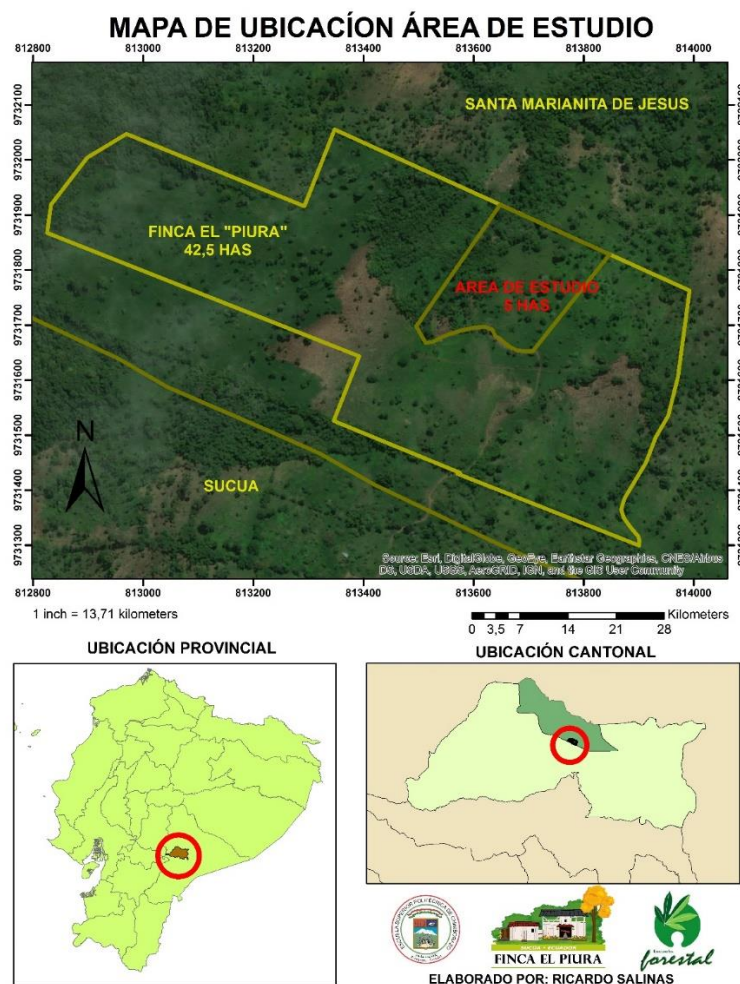 MAPA DE UBICACÍON ÁREA DE ESTUDIO
812800 813000 813200 813400 813600 813800 814000
9732100
9732000
9731900
9731800
9731700
9731600
9731500
9731400
9731300
SANTA MARIANITA DE JESUS
FINCA EL "PIURA"
42,5 HAS
AREA DE ESTUDIO
5 HAS
N
SUCUA
Source: Esri, DigitalGlobe, GeoEye, Earthstar Geographics, CNES/Airbus
DS, USDA, USGS, AeroGRID, IGN, and the GIS User Community
812800 813000 813200 813400 813600 813800 814000
1 inch = 13,71 kilometers
Kilometers
0 3,5 7 14 21 28
UBICACIÓN PROVINCIAL
UBICACIÓN CANTONAL
SUCÚA - ECUADOR
FINCA EL PIURA
forestal
ELABORADO POR: RICARDO SALINAS